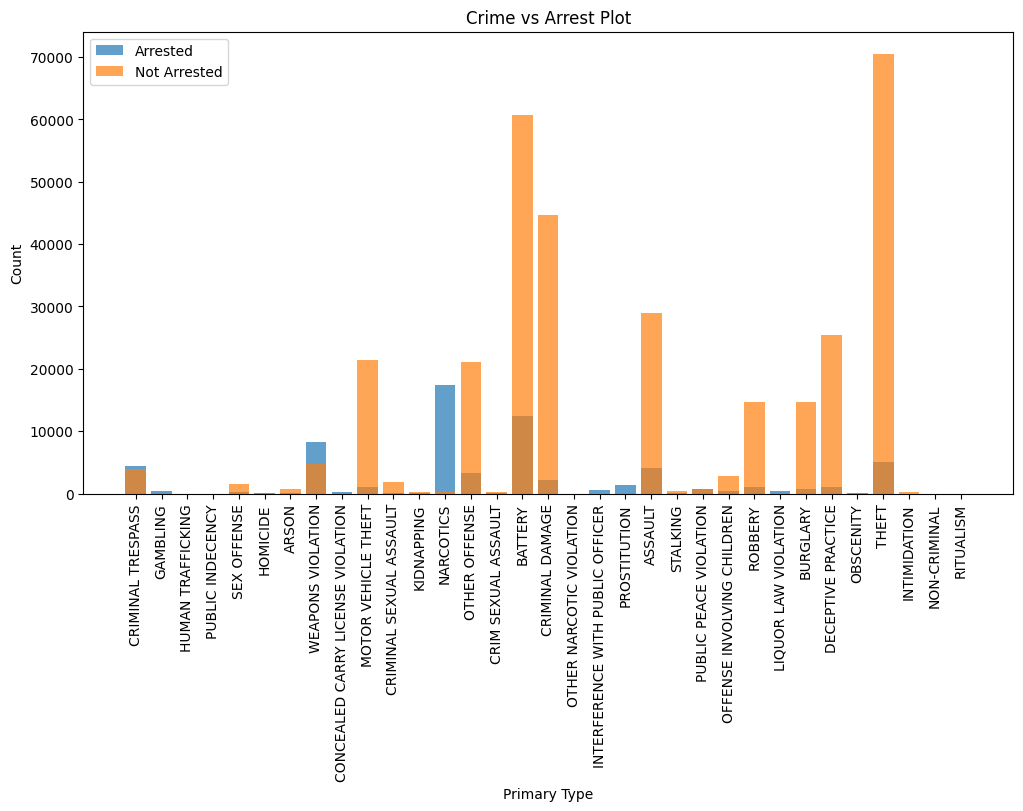 Crime vs Arrest Plot
Arrested
Not Arrested
Count
70000
60000
50000
40000
30000
20000
10000
0
CRIMINAL TRESPASS
GAMBLING
HUMAN TRAFFICKING
PUBLIC INDECENCY
SEX OFFENSE
HOMICIDE
ARSON
WEAPONS VIOLATION
CONCEALED CARRY LICENSE VIOLATION
MOTOR VEHICLE THEFT
CRIMINAL SEXUAL ASSAULT
KIDNAPPING
NARCOTICS
OTHER OFFENSE
CRIM SEXUAL ASSAULT
BATTERY
CRIMINAL DAMAGE
OTHER NARCOTIC VIOLATION
INTERFERENCE WITH PUBLIC OFFICER
PROSTITUTION
ASSAULT
STALKING
PUBLIC PEACE VIOLATION
OFFENSE INVOLVING CHILDREN
ROBBERY
LIQUOR LAW VIOLATION
BURGLARY
DECEPTIVE PRACTICE
OBSCENITY
THEFT
INTIMIDATION
NON-CRIMINAL
RITUALISM
Primary Type